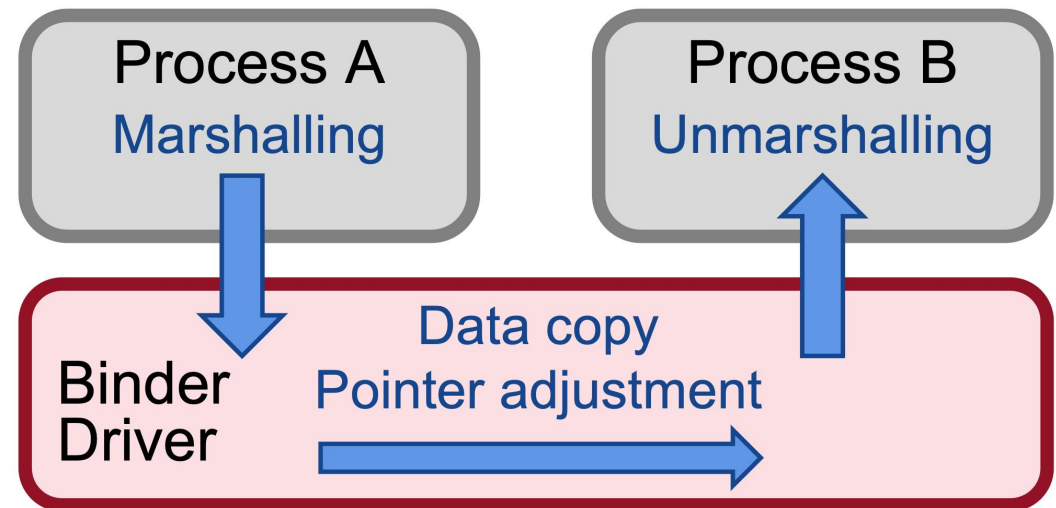 Process A
Marshalling
Process B
Unmarshalling
Data copy
Pointer adjustment
Binder
Driver